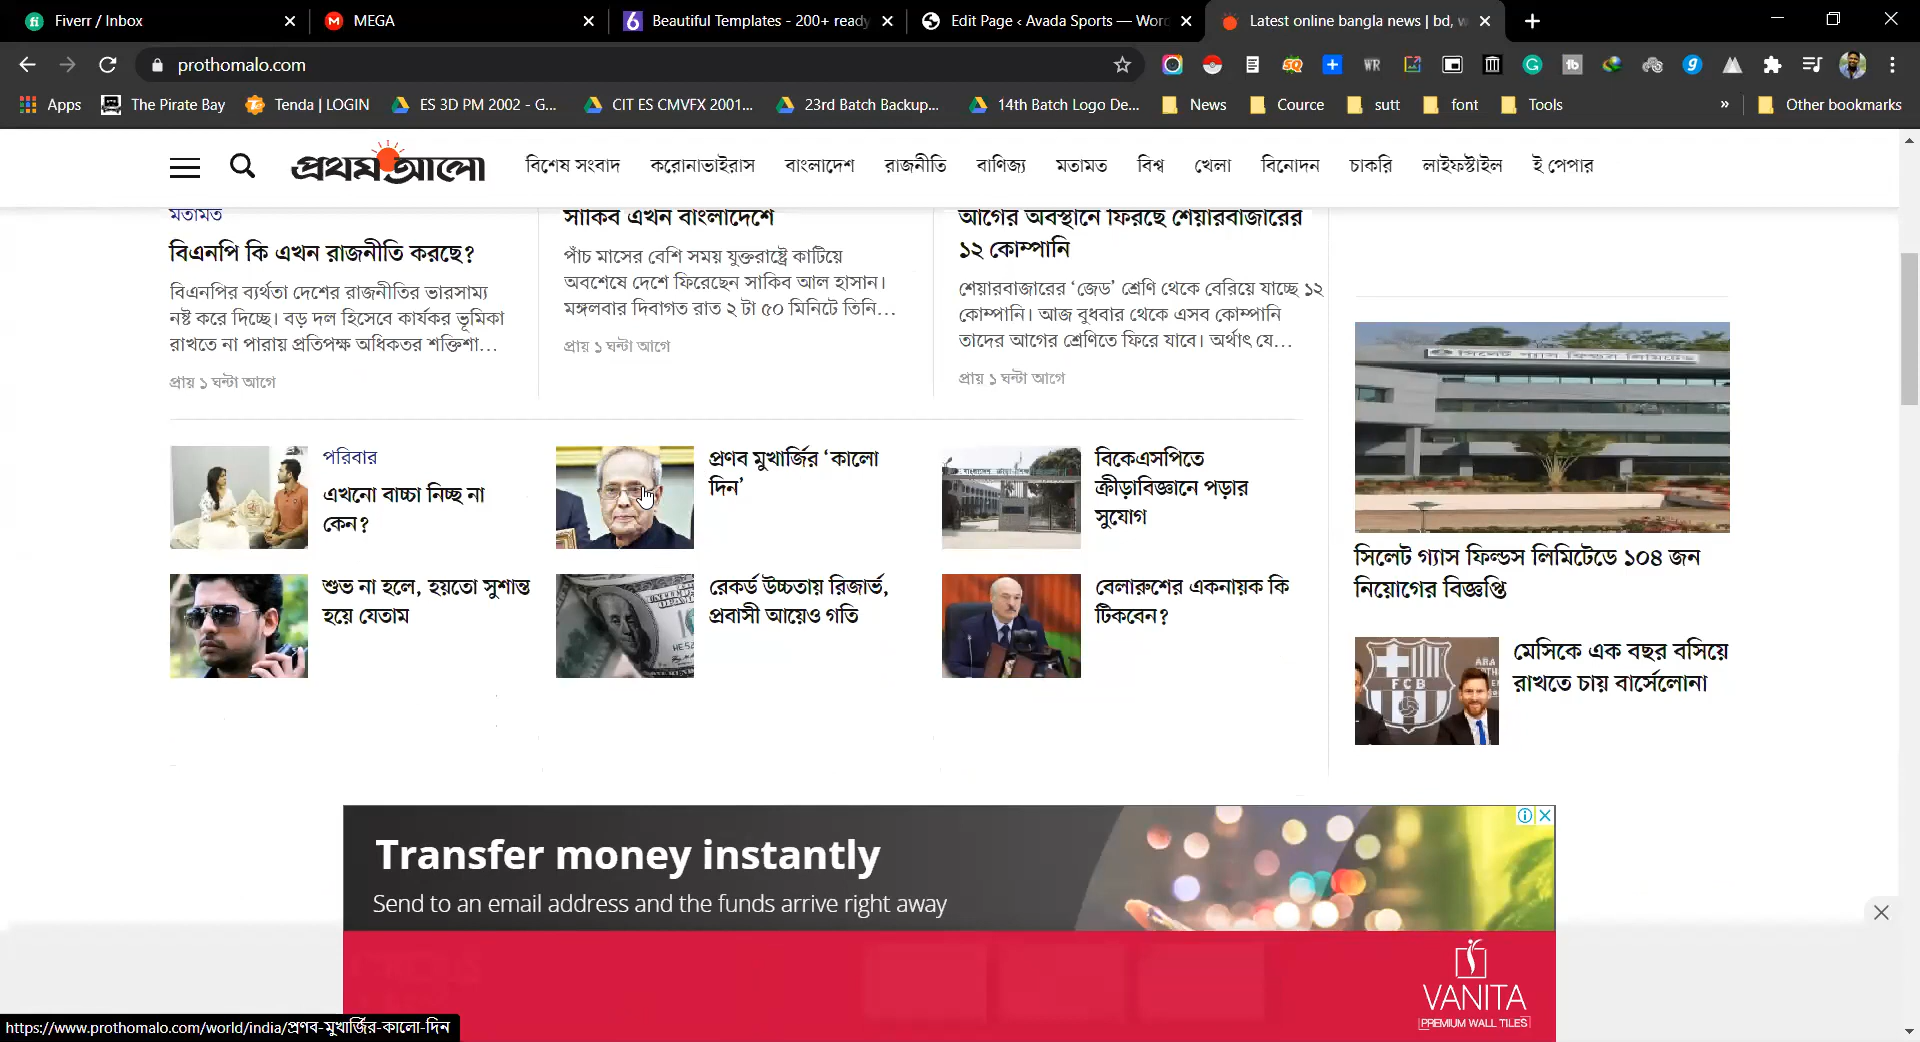 Fiverr / Inbox
MEGA
Beautiful Templates - 200+ ready
Edit Page ‹ Avada Sports — Word
Latest online bangla news | bd, w
prothomalo.com
Apps
The Pirate Bay
Tenda | LOGIN
ES 3D PM 2002 - G...
CIT ES CMVFX 2001...
23rd Batch Backup...
14th Batch Logo De...
News
Cource
sutt
font
Tools
»
Other bookmarks
প্রথম আলো
বিশেষ সংবাদ
করোনাভাইরাস
বাংলাদেশ
রাজনীতি
বাণিজ্য
মতামত
বিশ্ব
খেলা
বিনোদন
চাকরি
লাইফস্টাইল
ই পেপার
মতামত
বিএনপি কি এখন রাজনীতি করছে?
বিএনপির ব্যর্থতা দেশের রাজনীতির ভারসাম্য
নষ্ট করে দিচ্ছে। বড় দল হিসেবে কার্যকর ভূমিকা
রাখতে না পারায় প্রতিপক্ষ অধিকতর শক্তিশা...
প্রায় ১ ঘন্টা আগে
সাকিব এখন বাংলাদেশে
পাঁচ মাসের বেশি সময় যুক্তরাষ্ট্রে কাটিয়ে
অবশেষে দেশে ফিরেছেন সাকিব আল হাসান।
মঙ্গলবার দিবাগত রাত ২ টা ৫০ মিনিটে তিনি...
প্রায় ১ ঘন্টা আগে
আগের অবস্থানে ফিরছে শেয়ারবাজারের
১২ কোম্পানি
শেয়ারবাজারের ‘জেড’ শ্রেণি থেকে বেরিয়ে যাচ্ছে ১২
কোম্পানি। আজ বুধবার থেকে এসব কোম্পানি
তাদের আগের শ্রেণিতে ফিরে যাবে। অর্থাৎ যে...
প্রায় ১ ঘন্টা আগে
পরিবার
এখনো বাচ্চা নিচ্ছ না
কেন?
প্রণব মুখার্জির ‘কালো
দিন’
বিকেএসপিতে
ক্রীড়াবিজ্ঞানে পড়ার
সুযোগ
শুভ না হলে, হয়তো সুশান্ত
হয়ে যেতাম
রেকর্ড উচ্চতায় রিজার্ভ,
প্রবাসী আয়েও গতি
বেলারুশের একনায়ক কি
টিকবেন?
সিলেট গ্যাস ফিল্ডস লিমিটেডে ১০৪ জন
নিয়োগের বিজ্ঞপ্তি
FCB
মেসিকে এক বছর বসিয়ে
রাখতে চায় বার্সেলোনা
Transfer money instantly
Send to an email address and the funds arrive right away
VANITA
PREMIUM WALL TILES
https://www.prothomalo.com/world/india/প্রণব-মুখার্জির-কালো-দিন